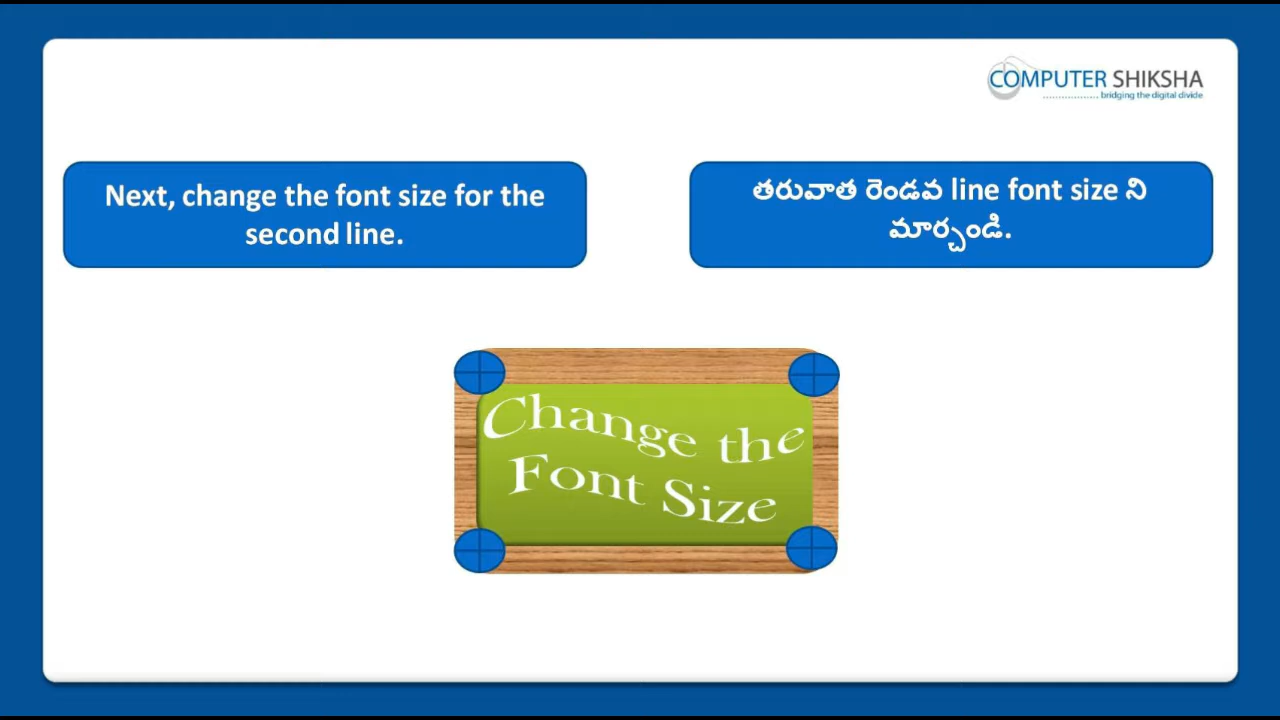 COMPUTER SHIKSHA
.................. bridging the digital divide
Next, change the font size for the
second line.
తరువాత రెండవ line font size ని
మార్చండి.
Change the
Font Size